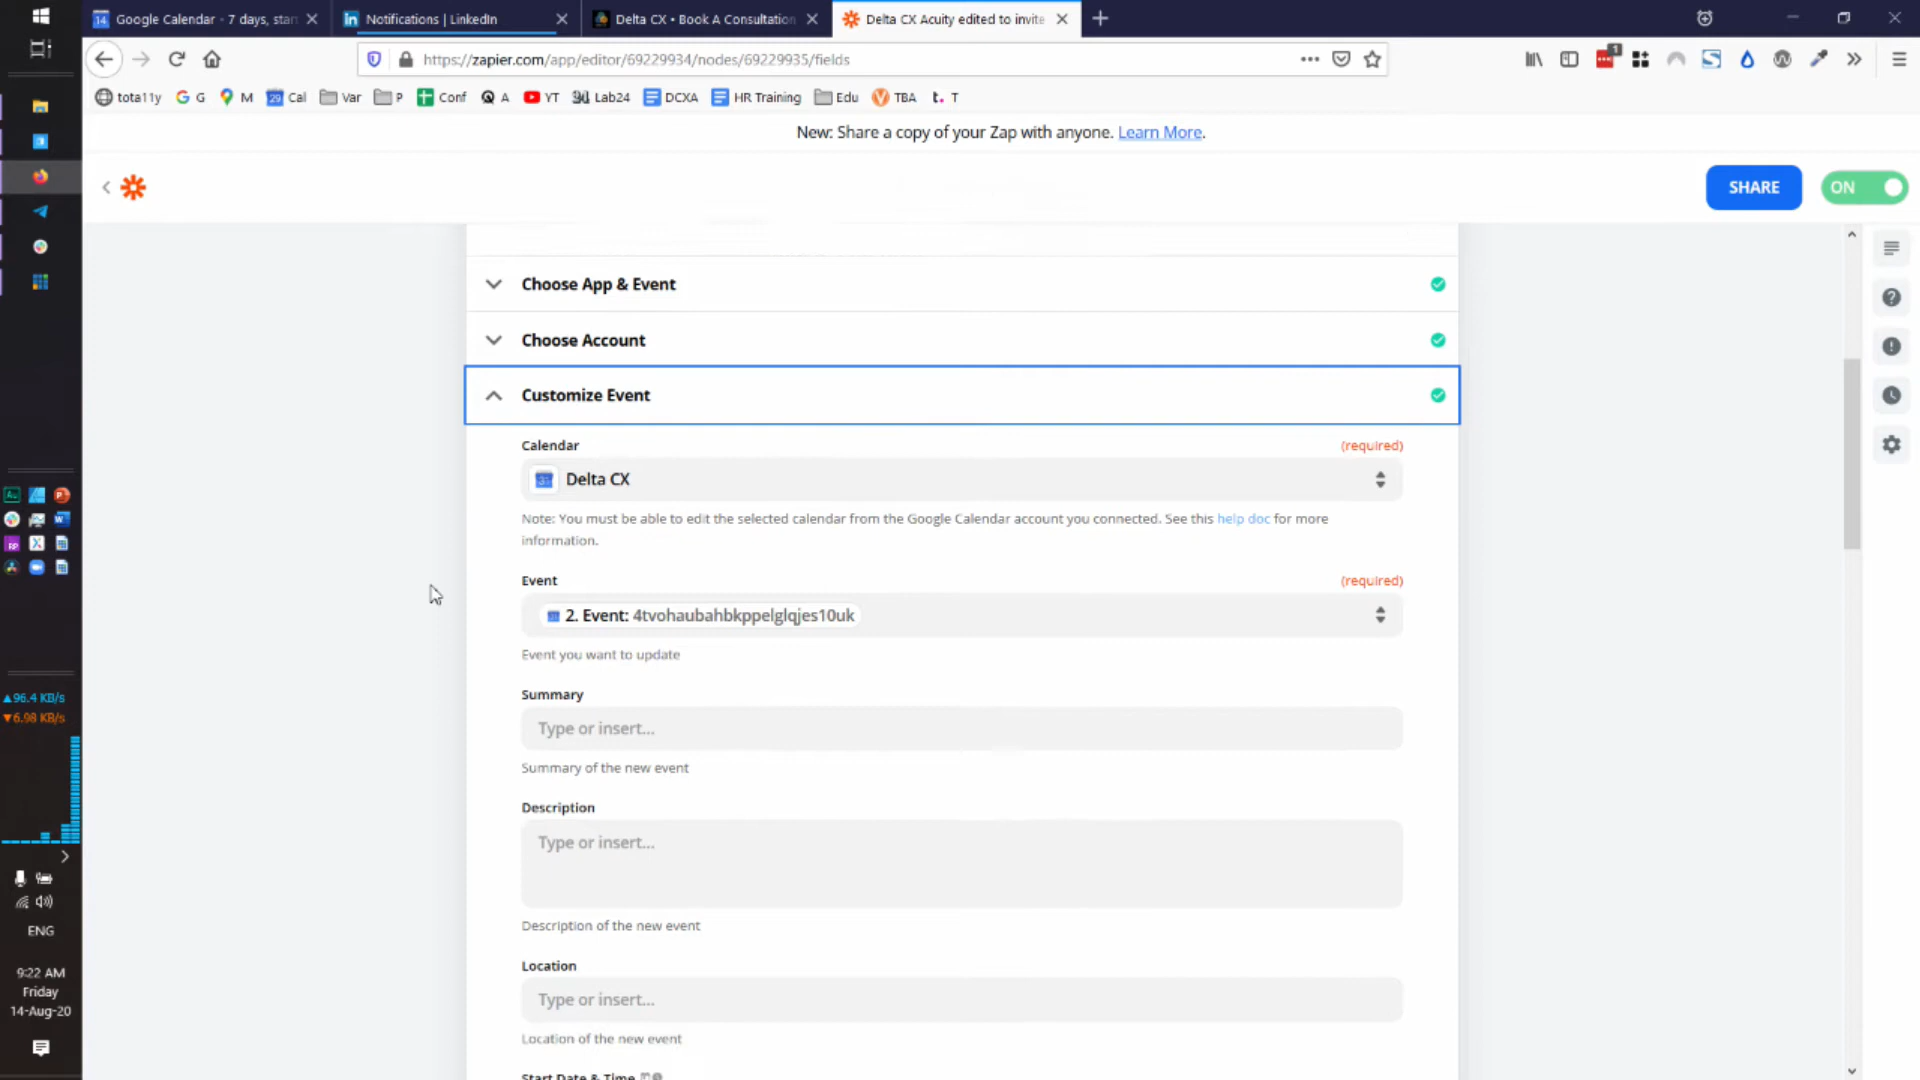 Google Calendar - 7 days, star
Notifications | LinkedIn
Delta CX • Book A Consultation
Delta CX Acuity edited to invite
https://zapier.com/app/editor/69229934/nodes/69229935/fields
1
tota11y
G
M
Cal
Var
P
Conf
A
YT
Lab24
DCXA
HR Training
Edu
TBA
T
New: Share a copy of your Zap with anyone. Learn More.
SHARE
ON
Choose App & Event
Choose Account
Customize Event
Calendar
(required)
31
Delta CX
Note: You must be able to edit the selected calendar from the Google Calendar account you connected. See this help doc for more
information.
Event
(required)
2. Event: 4tvohaubahbkppelglqjes10uk
Event you want to update
Summary
Type or insert...
Summary of the new event
Description
Type or insert...
Description of the new event
Location
Type or insert...
Location of the new event
Start Date & Time
96.4 KB/s
6.98 KB/s
ENG
9:22 AM
Friday
14-Aug-20